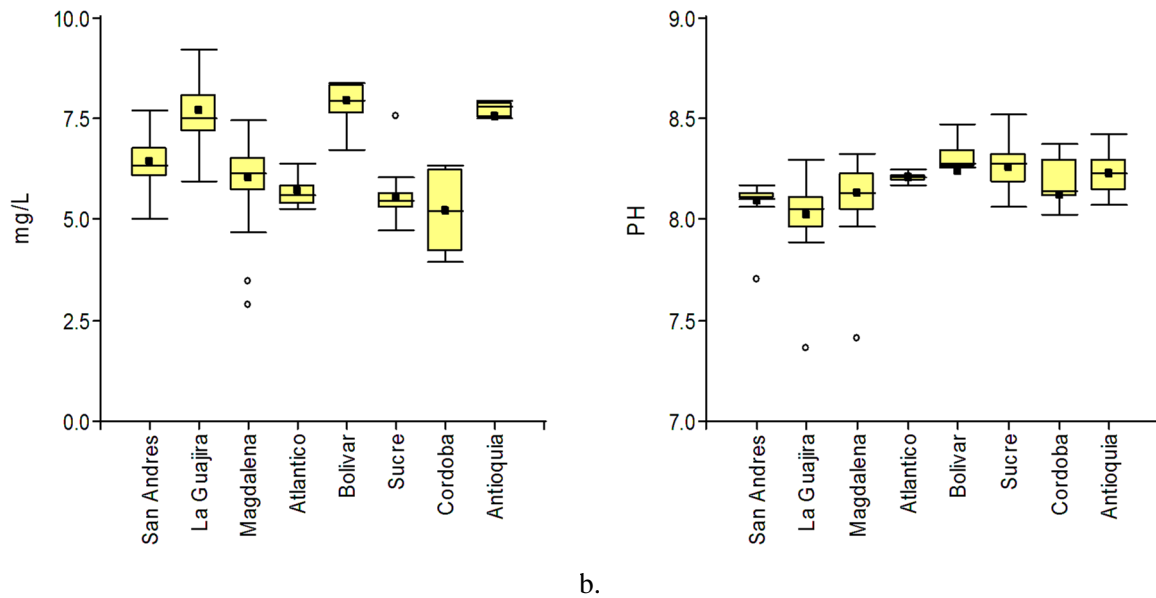 10.0
7.5
5.0
2.5
0.0
mg/L
San Andres
La Guajira
Magdalena
Atlantico
Bolivar
Sucre
Cordoba
Antioquia
9.0
8.5
8.0
7.5
7.0
PH
San Andres
La Guajira
Magdalena
Atlantico
Bolivar
Sucre
Cordoba
Antioquia
b.